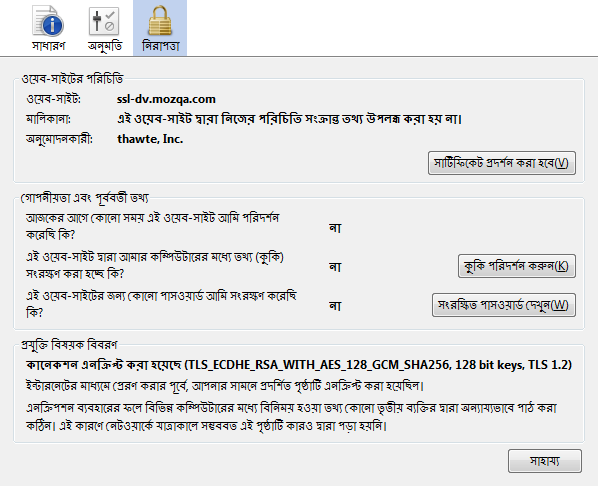 সাধারণ অনুমতি নিরাপত্তা
ওয়েব-সাইটের পরিচিতি
ওয়েব-সাইট: ssl-dv.mozqa.com
মালিকানা: এই ওয়েব-সাইট দ্বারা নিজের পরিচিতি সংক্রান্ত তথ্য উপলব্ধ করা হয় না।
অনুমোদনকারী: thawte, Inc.
সার্টিফিকেট প্রদর্শন করা হবে(V)
গোপনীয়তা এবং পূর্ববর্তী তথ্য
আজকের আগে কোনো সময় এই ওয়েব-সাইট আমি পরিদর্শন
করেছি কি? না
এই ওয়েব-সাইট দ্বারা আমার কম্পিউটারের মধ্যে তথ্য (কুকি)
সংরক্ষণ করা হচ্ছে কি? না কুকি পরিদর্শন করুন(K)
এই ওয়েব-সাইটের জন্য কোনো পাসওয়ার্ড আমি সংরক্ষণ করেছি
কি? না সংরক্ষিত পাসওয়ার্ড দেখুন(W)
প্রযুক্তি বিষয়ক বিবরণ
কানেকশন এনক্রিপ্ট করা হয়েছে (TLS_ECDHE_RSA_WITH_AES_128_GCM_SHA256, 128 bit keys, TLS 1.2)
ইন্টারনেটের মাধ্যমে প্রেরণ করার পূর্বে, আপনার সামনে প্রদর্শিত পৃষ্ঠাটি এনক্রিপ্ট করা হয়েছিল।
এনক্রিপশন ব্যবহারের ফলে বিভিন্ন কম্পিউটারের মধ্যে বিনিময় হওয়া তথ্য কোনো তৃতীয় ব্যক্তির দ্বারা অন্যায্যভাবে পাঠ করা
কঠিন। এই কারণে নেটওয়ার্কে যাত্রাকালে সম্ভবত এই পৃষ্ঠাটি কারও দ্বারা পড়া হয়নি।
সাহায্য